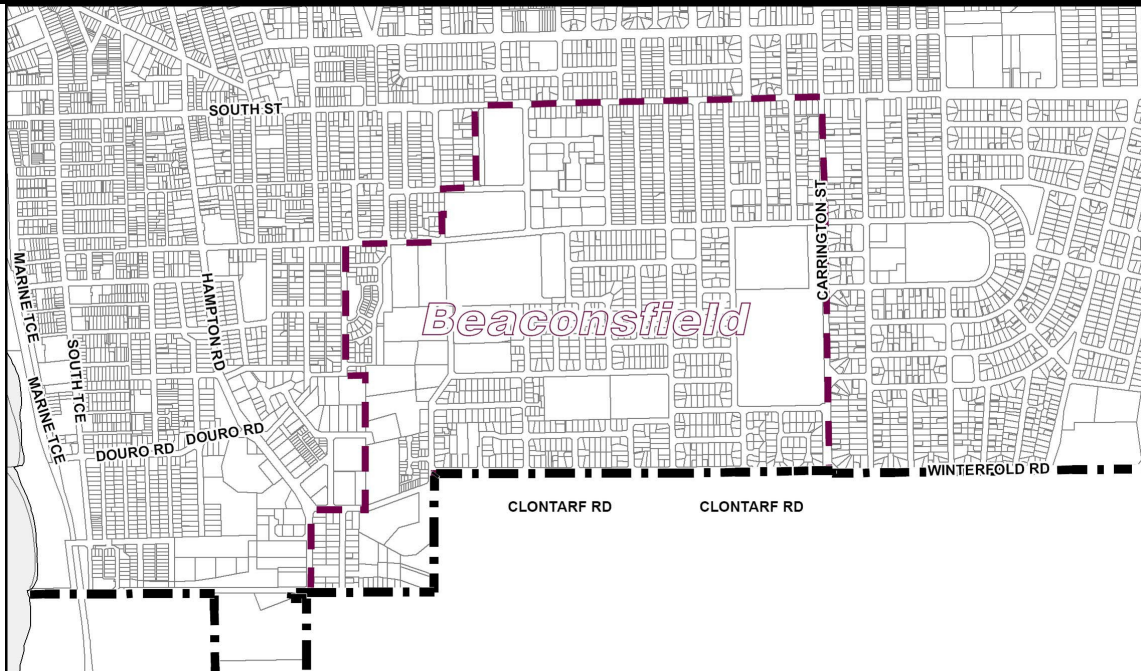 SOUTH ST
CARRINGTON ST
MARINE TCE
HAMPTON RD
Beaconsfield
SOUTH TCE
MARINE TCE
DOURO RD
DOURO RD
WINTERFOLD RD
CLONTARF RD
CLONTARF RD